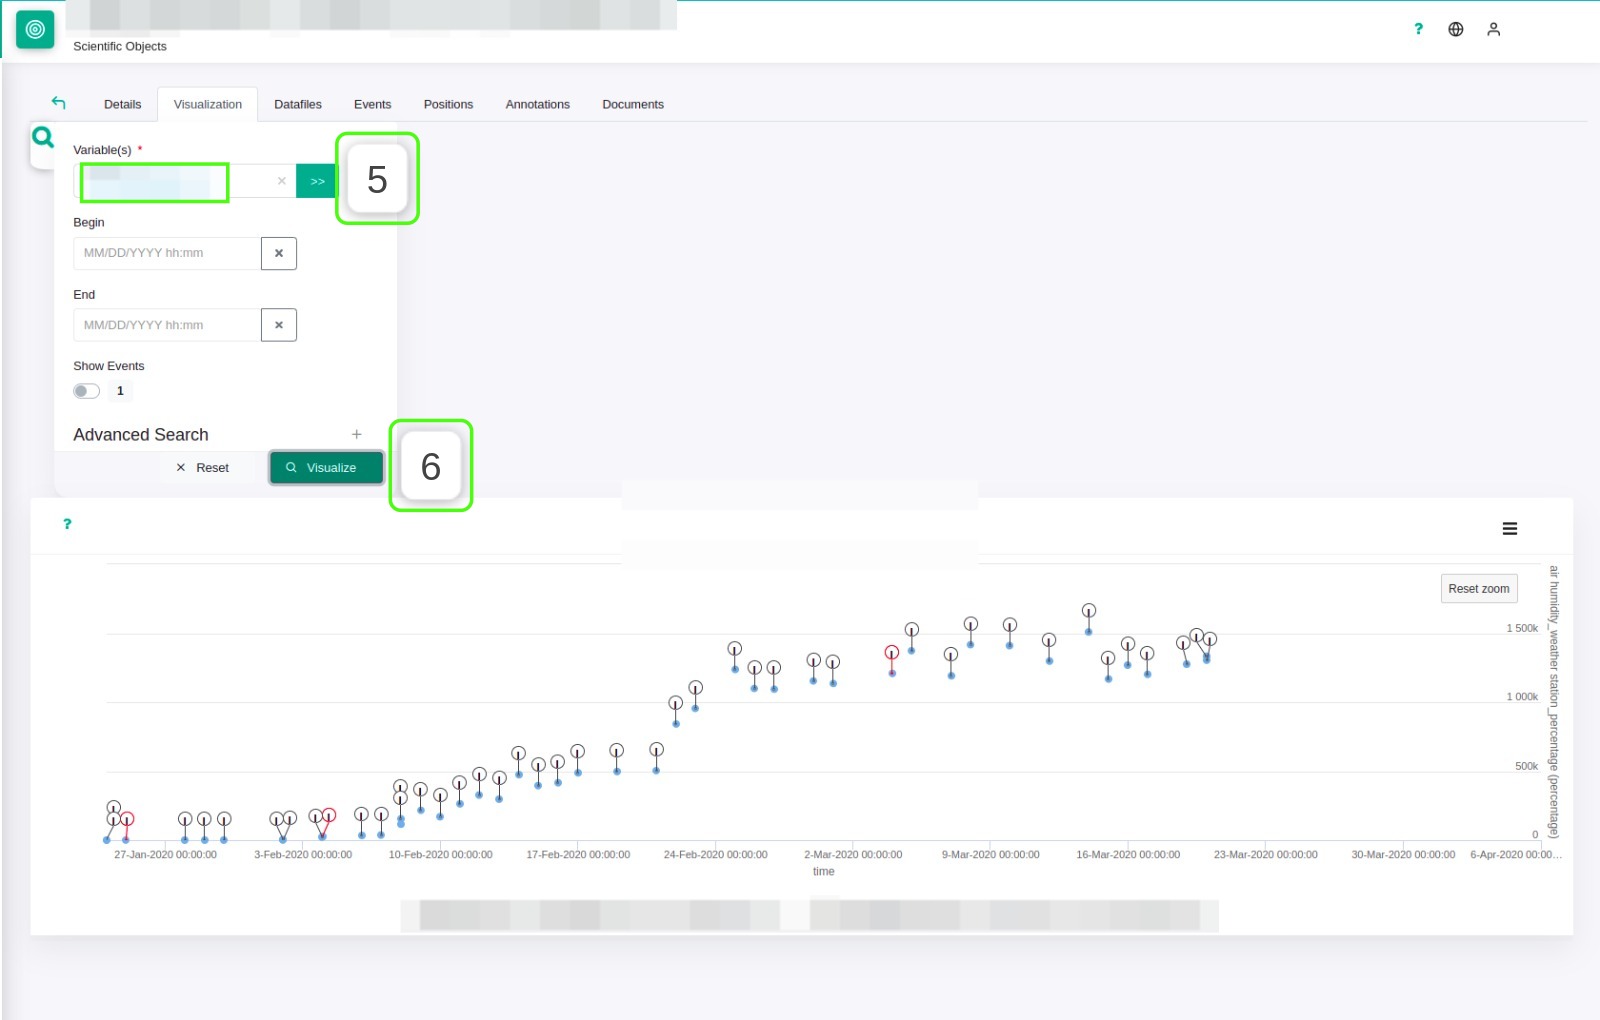 ?
Scientific Objects
Details Visualization Datafiles Events Positions Annotations Documents
Variable(s) *
× >> 5
Begin
MM/DD/YYYY hh:mm ×
End
MM/DD/YYYY hh:mm ×
Show Events
1
Advanced Search +
× Reset Visualize 6
?
Reset zoom
1 500k
1 000k
500k
0
air humidity_weather station_percentage (percentage)
27-Jan-2020 00:00:00 3-Feb-2020 00:00:00 10-Feb-2020 00:00:00 17-Feb-2020 00:00:00 24-Feb-2020 00:00:00 2-Mar-2020 00:00:00 9-Mar-2020 00:00:00 16-Mar-2020 00:00:00 23-Mar-2020 00:00:00 30-Mar-2020 00:00:00 6-Apr-2020 00:00...
time